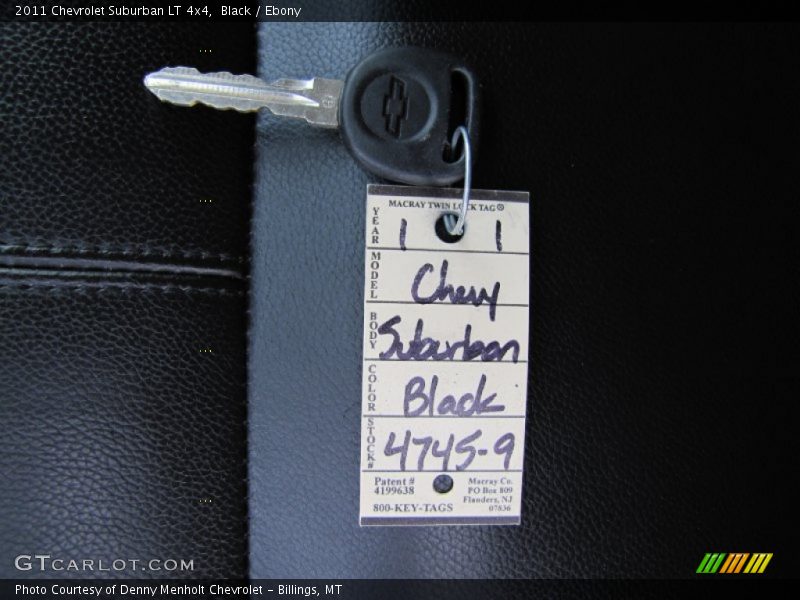 2011 Chevrolet Suburban LT 4x4, Black / Ebony
MACRAY TWIN LOCK TAG®
YEAR 1 1
MODEL Chevy
BODY Suburban
COLOR Black
STOCK# 4745-9
Patent #
4199638
800-KEY-TAGS
Macray Co.
PO Box 809
Flanders, NJ
07836
GTCARLOT.COM
Photo Courtesy of Denny Menholt Chevrolet - Billings, MT